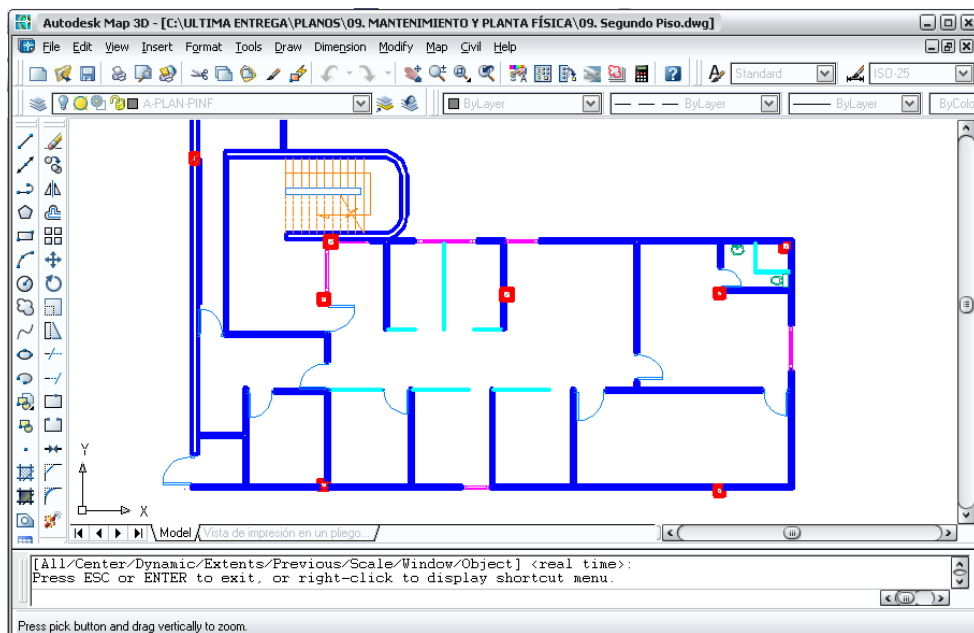 Autodesk Map 3D - [C:\ULTIMA ENTREGA\PLANOS\09. MANTENIMIENTO Y PLANTA FÍSICA\09. Segundo Piso.dwg]
File Edit View Insert Format Tools Draw Dimension Modify Map Civil Help
Standard ISO-25
A-PLAN-PINF ByLayer ByLayer ByLayer ByColo
Y
X
Model Vista de impresión en un pliego...
[All/Center/Dynamic/Extents/Previous/Scale/Window/Object] <real time>:
Press ESC or ENTER to exit, or right-click to display shortcut menu.
Press pick button and drag vertically to zoom.